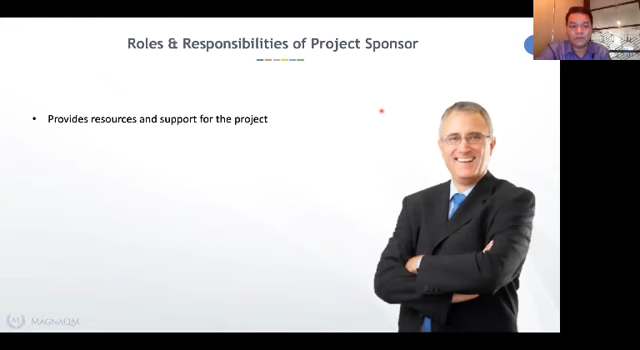 Roles & Responsibilities of Project Sponsor
• Provides resources and support for the project
MAGNAQM